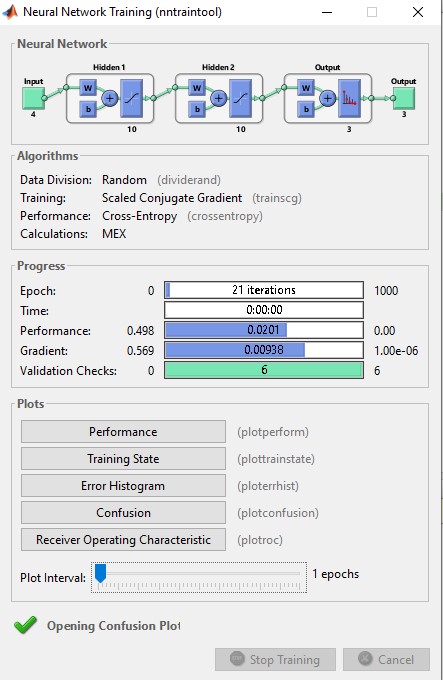 Neural Network Training (nntraintool)
Neural Network
Hidden 1 Hidden 2 Output
Input Output
W W W
b b b
+ + +
4 3
10 10 3
Algorithms
Data Division: Random (dividerand)
Training: Scaled Conjugate Gradient (trainscg)
Performance: Cross-Entropy (crossentropy)
Calculations: MEX
Progress
Epoch: 0 21 iterations 1000
Time: 0:00:00
Performance: 0.498 0.0201 0.00
Gradient: 0.569 0.00938 1.00e-06
Validation Checks: 0 6 6
Plots
Performance (plotperform)
Training State (plottrainstate)
Error Histogram (ploterrhist)
Confusion (plotconfusion)
Receiver Operating Characteristic (plotroc)
Plot Interval: 1 epochs
Opening Confusion Plot
Stop Training Cancel